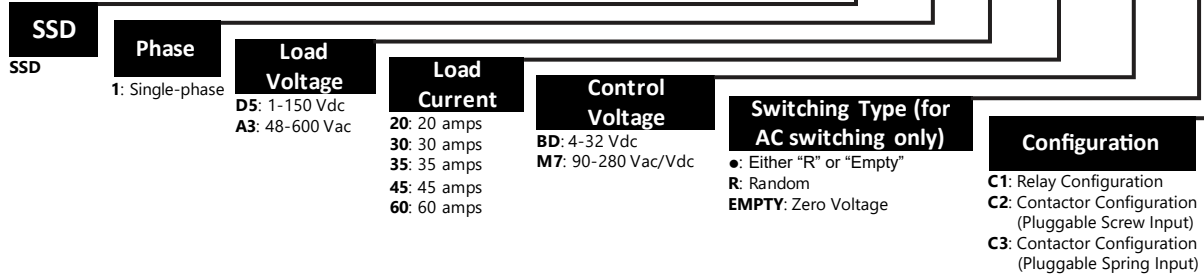 SSD
SSD
Phase
1: Single-phase
Load
Voltage
D5: 1-150 Vdc
A3: 48-600 Vac
Load
Current
20: 20 amps
30: 30 amps
35: 35 amps
45: 45 amps
60: 60 amps
Control
Voltage
BD: 4-32 Vdc
M7: 90-280 Vac/Vdc
Switching Type (for
AC switching only)
●: Either “R” or “Empty”
R: Random
EMPTY: Zero Voltage
Configuration
C1: Relay Configuration
C2: Contactor Configuration
(Pluggable Screw Input)
C3: Contactor Configuration
(Pluggable Spring Input)